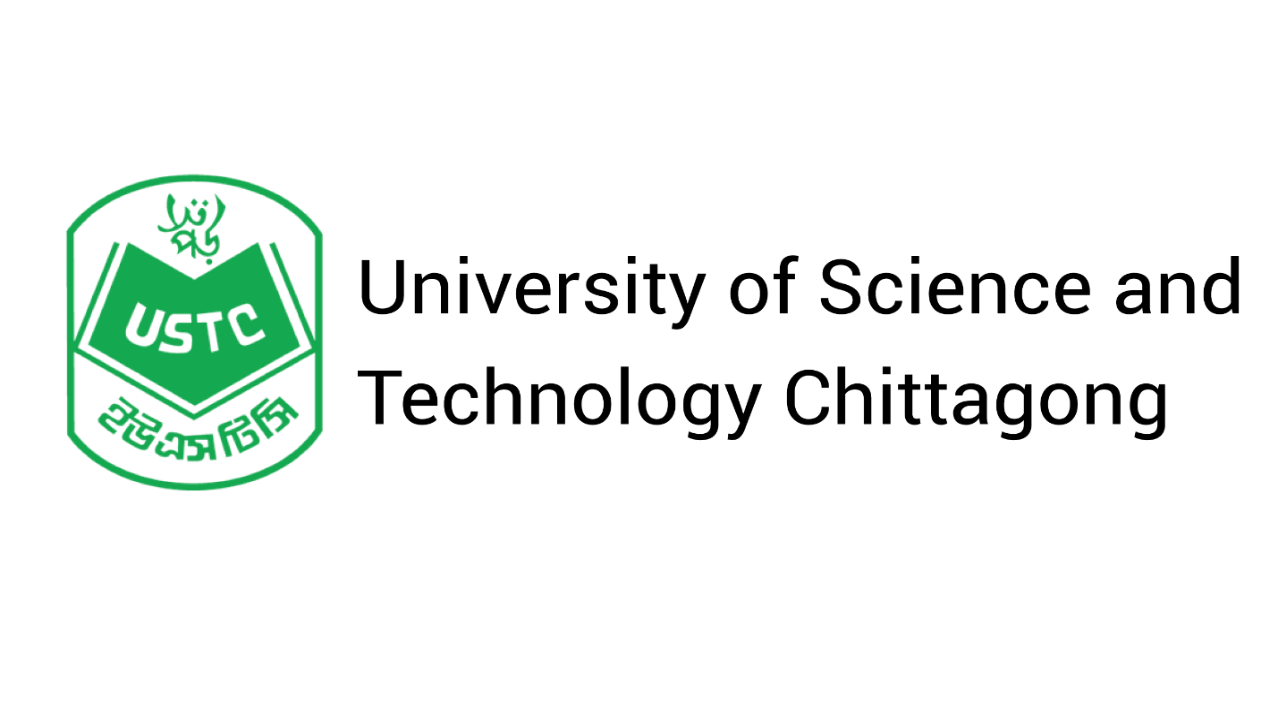 USTC
ইউএসটিসি
University of Science and
Technology Chittagong